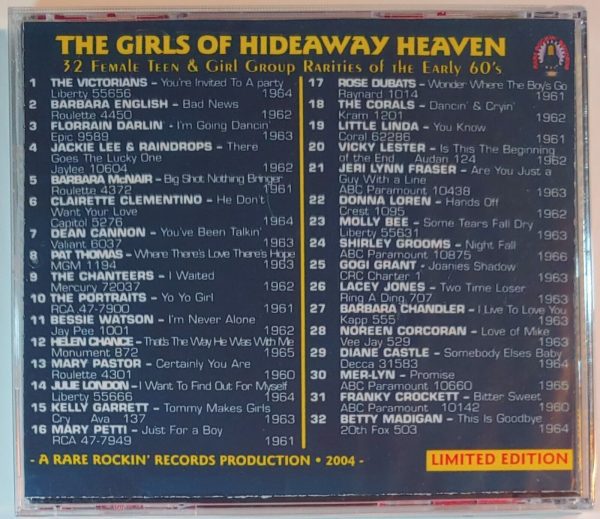 THE GIRLS OF HIDEAWAY HEAVEN
32 Female Teen & Girl Group Rarities of the Early 60's
1 THE VICTORIANS - You're Invited To A party
Liberty 55656 1964
2 BARBARA ENGLISH - Bad News
Roulette 4450 1962
3 FLORRAIN DARLIN' - I'm Going Dancin'
Epic 9589 1963
4 JACKIE LEE & RAINDROPS - There
Goes The Lucky One
Jaylee 10604 1962
5 BARBARA McNAIR - Big Shot Nothing Bringer
Roulette 4372 1961
6 CLAIRETTE CLEMENTINO - He Don't
Want Your Love
Capitol 5276 1964
7 DEAN CANNON - You've Been Talkin'
Valiant 6037 1963
8 PAT THOMAS - Where There's Love There's Hope
MGM 1194 1963
9 THE CHANTEERS - I Waited
Mercury 72037 1962
10 THE PORTRAITS - Yo Yo Girl
RCA 47-7900 1961
11 BESSIE WATSON - I'm Never Alone
Jay Pee 1001 1962
12 HELEN CHANICE - That's The Way He Was With Me
Monument 872 1965
13 MARY PASTOR - Certainly You Are
Roulette 4301 1960
14 JULIE LONDON - I Want To Find Out For Myself
Liberty 55666 1964
15 KELLY GARRETT - Tommy Makes Girls
Cry Ava 137 1963
16 MARY PETTI - Just For a Boy
RCA 47-7949 1961
17 ROSE DUBATS - Wonder Where The Boy's Go
Raynard 1014 1961
18 THE CORALS - Dancin' & Cryin'
Kram 1201 1962
19 LITTLE LINDA - You Know
Coral 62286 1961
20 VICKY LESTER - Is This The Beginning
of the End Audan 124 1962
21 JERI LYNN FRASER - Are You Just a
Guy With a Line
ABC Paramount 10438 1963
22 DONNA LOREN - Hands Off
Crest 1095 1962
23 MOLLY BEE - Some Tears Fall Dry
Liberty 55631 1963
24 SHIRLEY GROOMS - Night Fall
ABC Paramount 10875 1966
25 GOGI GRANT - Joanies Shadow
CRC Charter 1 1963
26 LACEY JONES - Two Time Loser
Ring A Ding 707 1963
27 BARBARA CHANDLER - I Live To Love You
Kapp 555 1963
28 NOREEN CORCORAN - Love of Mike
Vee Jay 529 1963
29 DIANE CASTLE - Somebody Elses Baby
Decca 31583 1964
30 MER-LYN - Promise
ABC Paramount 10660 1965
31 FRANKY CROCKETT - Bitter Sweet
ABC Paramount 10142 1960
32 BETTY MADIGAN - This Is Goodbye
20th Fox 503 1964
- A RARE ROCKIN' RECORDS PRODUCTION • 2004 -
LIMITED EDITION